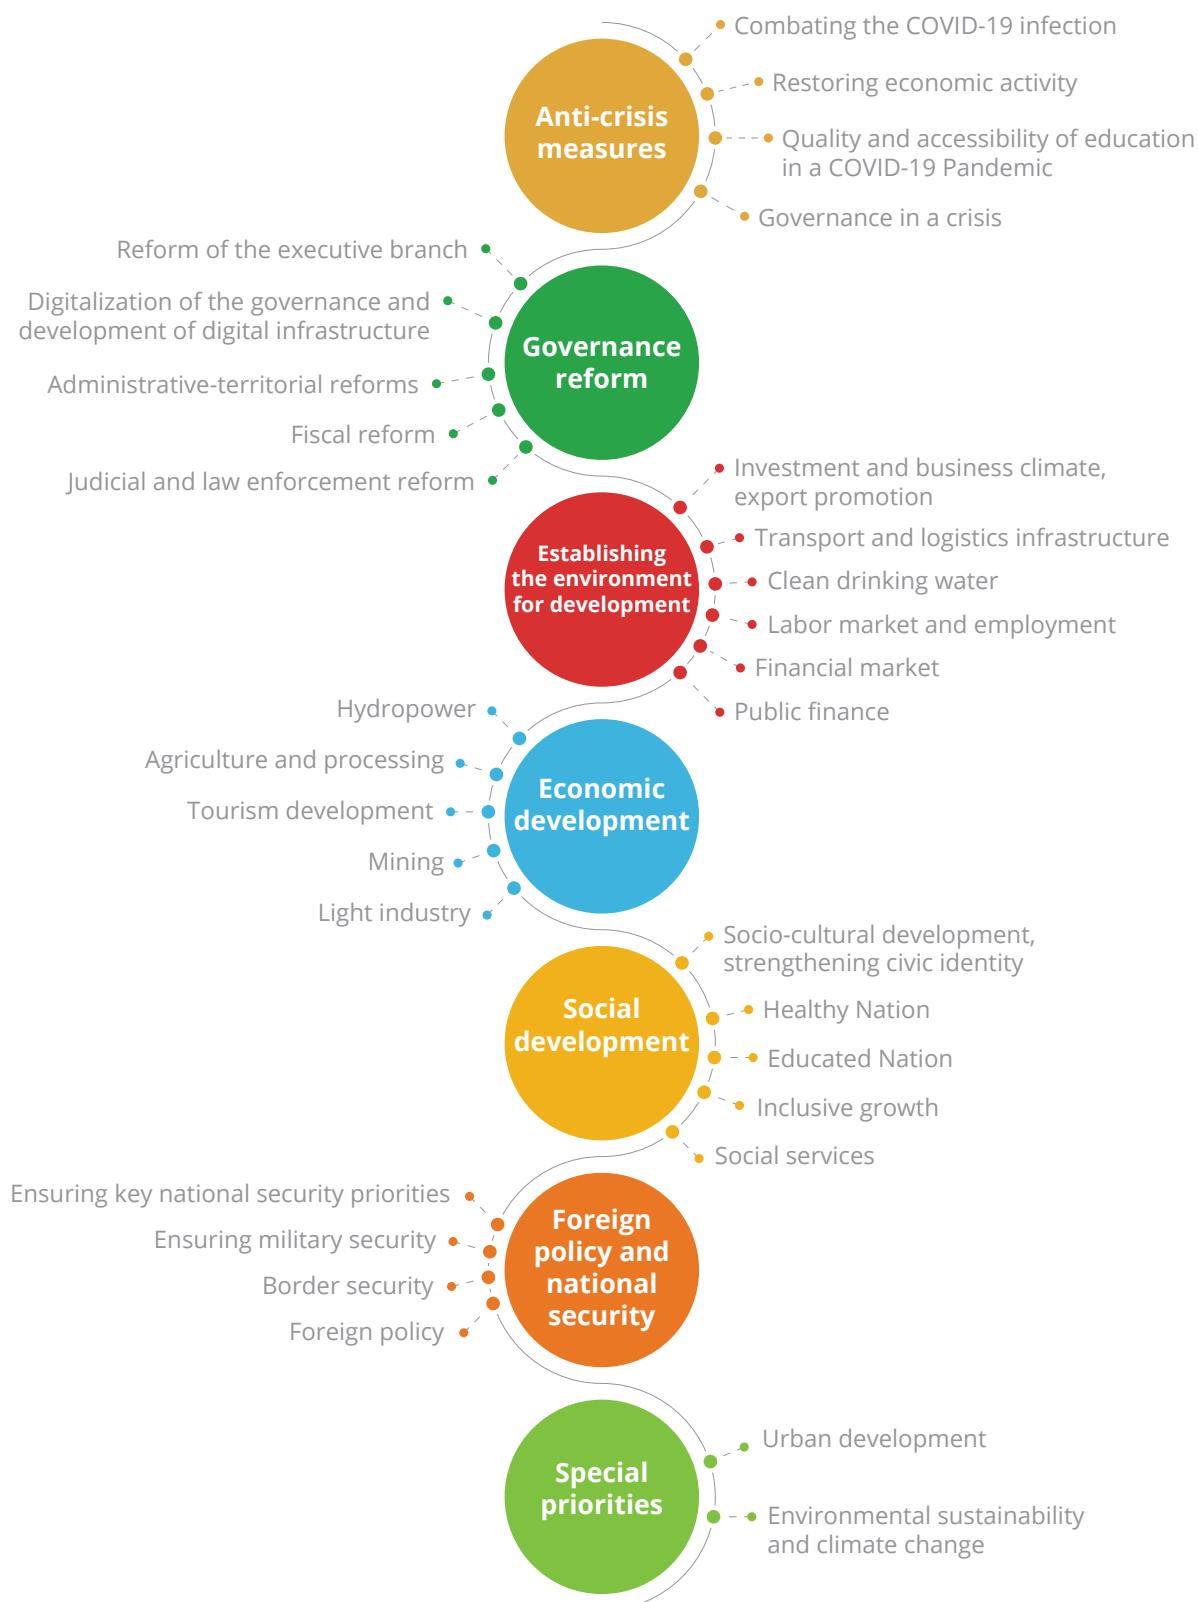 Anti-crisis
measures
Combating the COVID-19 infection
Restoring economic activity
Quality and accessibility of education
in a COVID-19 Pandemic
Governance in a crisis
Governance
reform
Reform of the executive branch
Digitalization of the governance and
development of digital infrastructure
Administrative-territorial reforms
Fiscal reform
Judicial and law enforcement reform
Establishing
the environment
for development
Investment and business climate,
export promotion
Transport and logistics infrastructure
Clean drinking water
Labor market and employment
Financial market
Public finance
Economic
development
Hydropower
Agriculture and processing
Tourism development
Mining
Light industry
Social
development
Socio-cultural development,
strengthening civic identity
Healthy Nation
Educated Nation
Inclusive growth
Social services
Foreign
policy and
national
security
Ensuring key national security priorities
Ensuring military security
Border security
Foreign policy
Special
priorities
Urban development
Environmental sustainability
and climate change